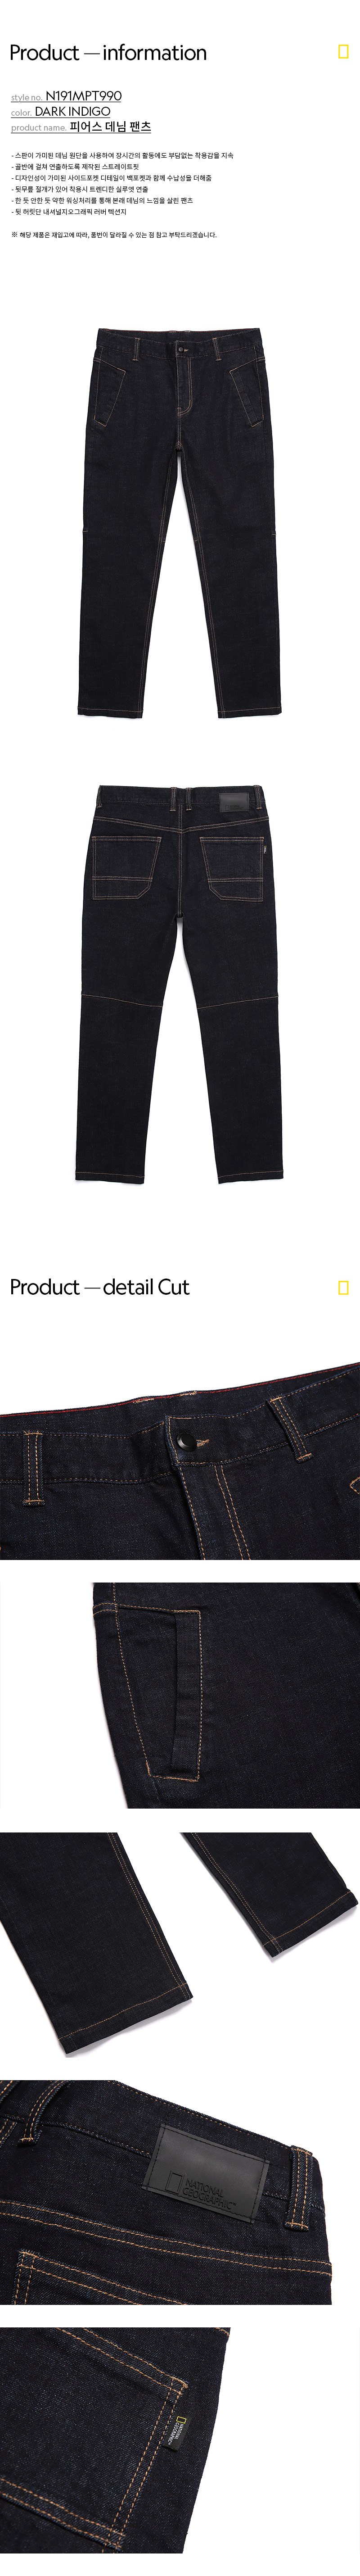 Product — information
style no. N191MPT990
color. DARK INDIGO
product name. 피어스 데님 팬츠
- 스판이 가미된 데님 원단을 사용하여 장시간의 활동에도 부담없는 착용감을 지속
- 골반에 걸쳐 연출하도록 제작된 스트레이트핏
- 디자인성이 가미된 사이드포켓 디테일이 백포켓과 함께 수납성을 더해줌
- 뒷무릎 절개가 있어 착용시 트렌디한 실루엣 연출
- 한 듯 안한 듯 약한 워싱처리를 통해 본래 데님의 느낌을 살린 팬츠
- 뒷 허릿단 내셔널지오그래픽 러버 텍션지
※ 해당 제품은 재입고에 따라, 품번이 달라질 수 있는 점 참고 부탁드리겠습니다.
Product — detail Cut
NATIONAL
GEOGRAPHIC
NATIONAL
GEOGRAPHIC